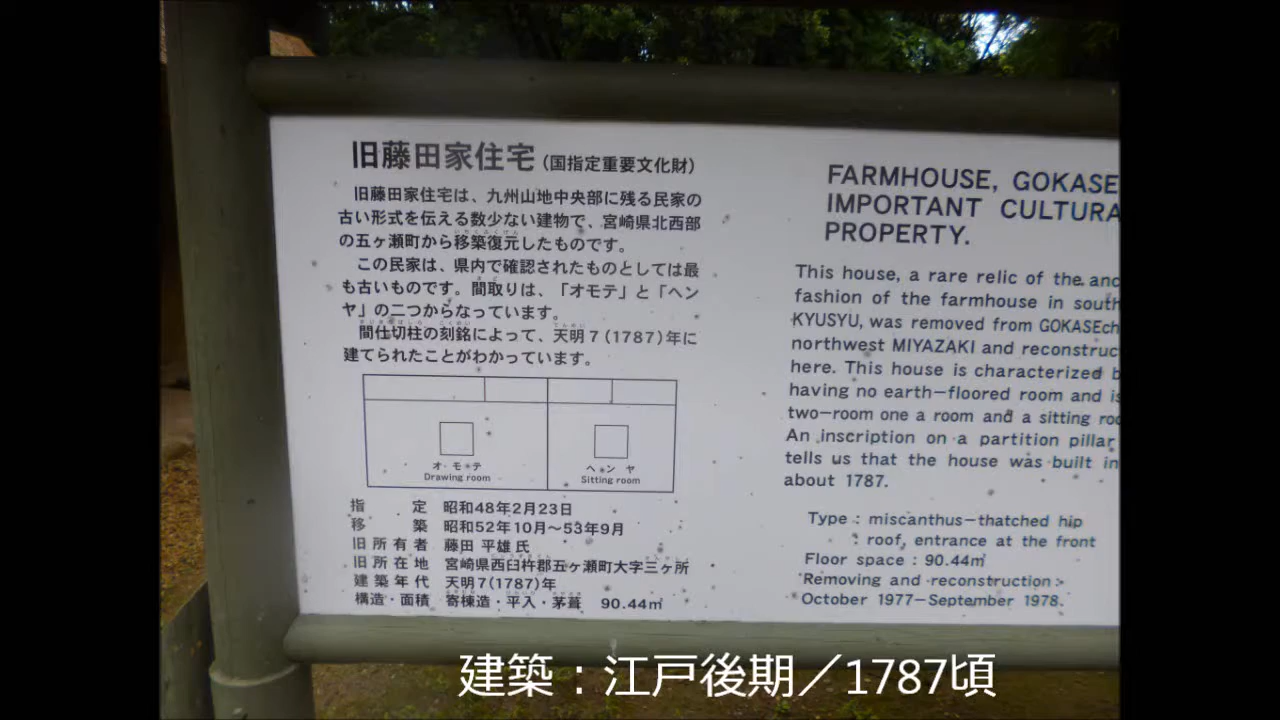 旧藤田家住宅（国指定重要文化財）
旧藤田家住宅は、九州山地中央部に残る民家の
古い形式を伝える数少ない建物で、宮崎県北西部
の五ヶ瀬町から移築復元したものです。
この民家は、県内で確認されたものとしては最
も古いものです。間取りは、「オモテ」と「ヘン
ヤ」の二つからなっています。
間仕切柱の刻銘によって、天明7(1787)年に
建てられたことがわかっています。
オモテ
Drawing room
ヘンヤ
Sitting room
指定 昭和48年2月23日
移築 昭和52年10月～53年9月
旧所有者 藤田 平雄 氏
旧所在地 宮崎県西臼杵郡五ヶ瀬町大字三ヶ所
建築年代 天明7(1787)年
構造・面積 寄棟造・平入・茅葺 90.44㎡
FARMHOUSE, GOKASE
IMPORTANT CULTURA
PROPERTY.
This house, a rare relic of the anc
fashion of the farmhouse in south
KYUSYU, was removed from GOKASEch
northwest MIYAZAKI and reconstruc
here. This house is characterized b
having no earth-floored room and is
two-room one a room and a sitting roo
An inscription on a partition pillar
tells us that the house was built in
about 1787.
Type : miscanthus-thatched hip
roof, entrance at the front
Floor space : 90.44㎡
Removing and reconstruction:
October 1977-September 1978.
建築：江戸後期／1787頃